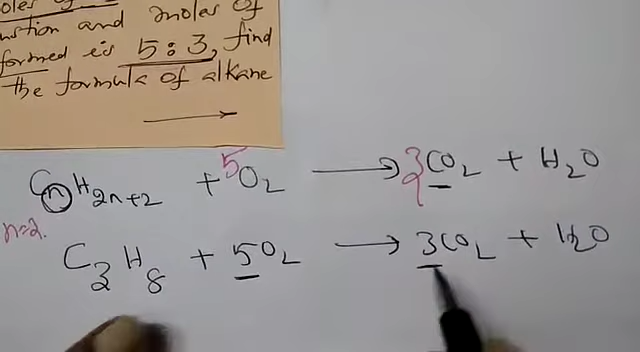 oles of
ustion and moles of
formed is 5:3, find
the formula of alkane
CnH2n+2 + 5O2 → 3CO2 + H2O
n=2.
C3H8 + 5O2 → 3CO2 + H2O